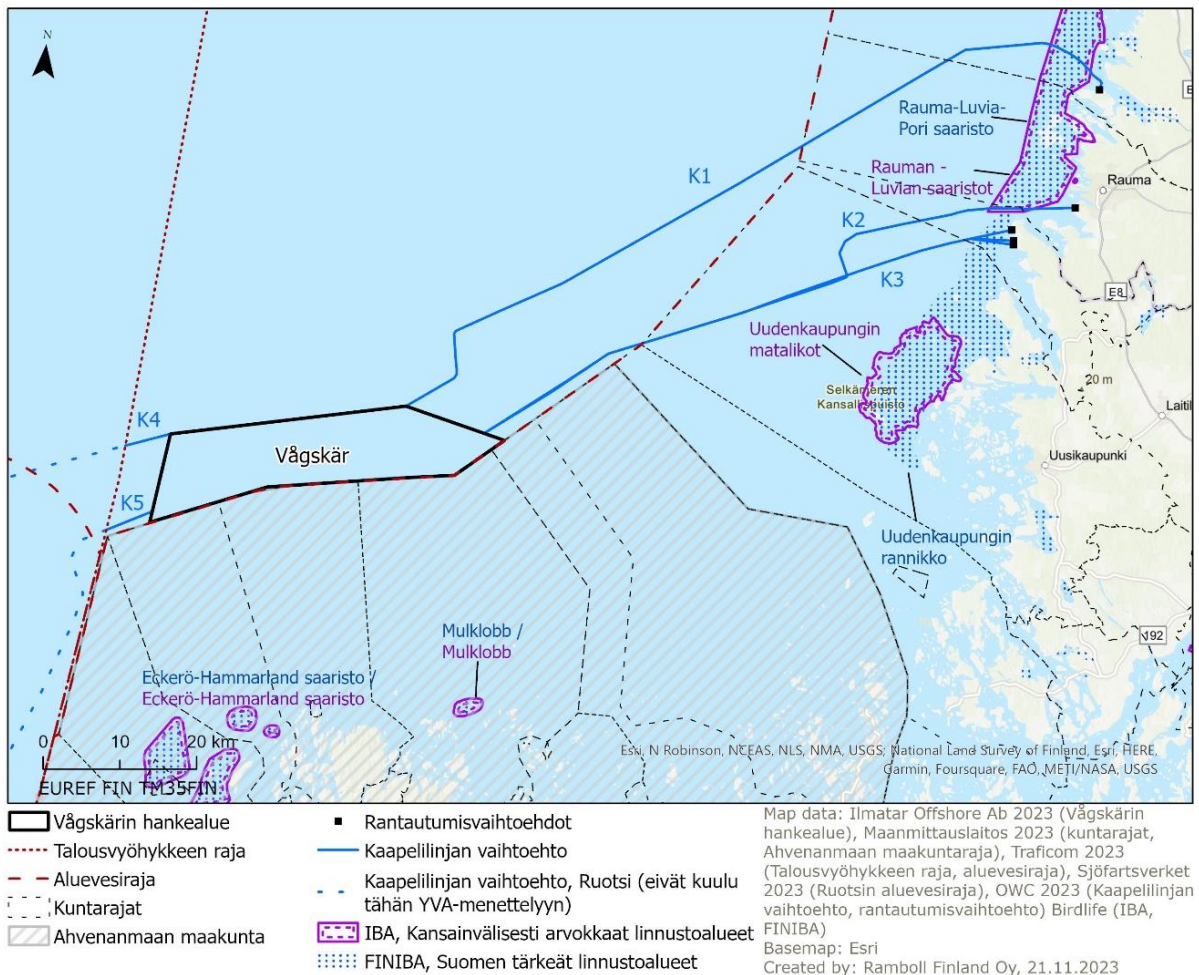 N
Rauma-Luvia-
Pori saaristo
E
K1
Rauman -
Luvian saaristot
Rauma
K2
K3
E8
Uudenkaupungin
matalikot
20 m
Selkämeren
Kansallispuisto
Laitil
K4
Vågskär
Uusikaupunki
K5
Uudenkaupungin
rannikko
Mulklobb /
Mulklobb
192
Eckerö-Hammarland saaristo /
Eckerö-Hammarland saaristo
0 10 20 km
Esri, N Robinson, NCEAS, NLS, NMA, USGS, National Land Survey of Finland, Esri, HERE,
Garmin, Foursquare, FAO, METI/NASA, USGS
EUREF FIN TM35FIN
Vågskärin hankealue
Talousvyöhykkeen raja
Aluevesiraja
Kuntarajat
Ahvenanmaan maakunta
Rantautumisvaihtoehdot
Kaapelilinjan vaihtoehto
Kaapelilinjan vaihtoehto, Ruotsi (eivät kuulu
tähän YVA-menettelyyn)
IBA, Kansainvälisesti arvokkaat linnustoalueet
FINIBA, Suomen tärkeät linnustoalueet
Map data: Ilmatar Offshore Ab 2023 (Vågskärin
hankealue), Maanmittauslaitos 2023 (kuntarajat,
Ahvenanmaan maakuntaraja), Traficom 2023
(Talousvyöhykkeen raja, aluevesiraja), Sjöfartsverket
2023 (Ruotsin aluevesiraja), OWC 2023 (Kaapelilinjan
vaihtoehto, rantautumisvaihtoehto) Birdlife (IBA,
FINIBA)
Basemap: Esri
Created by: Ramboll Finland Oy, 21.11.2023